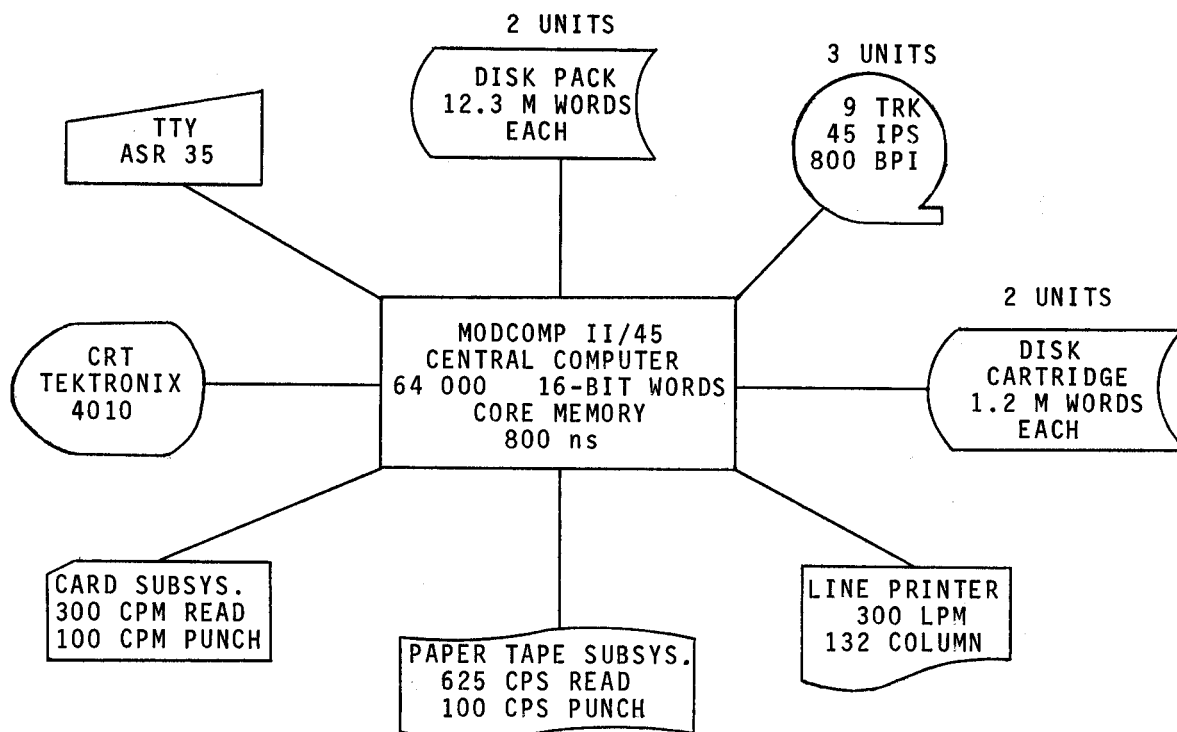 2 UNITS
DISK PACK
12.3 M WORDS
EACH
3 UNITS
9 TRK
45 IPS
800 BPI
TTY
ASR 35
2 UNITS
DISK
CARTRIDGE
1.2 M WORDS
EACH
MODCOMP II/45
CENTRAL COMPUTER
64 000 16-BIT WORDS
CORE MEMORY
800 ns
CRT
TEKTRONIX
4010
CARD SUBSYS.
300 CPM READ
100 CPM PUNCH
PAPER TAPE SUBSYS.
625 CPS READ
100 CPS PUNCH
LINE PRINTER
300 LPM
132 COLUMN